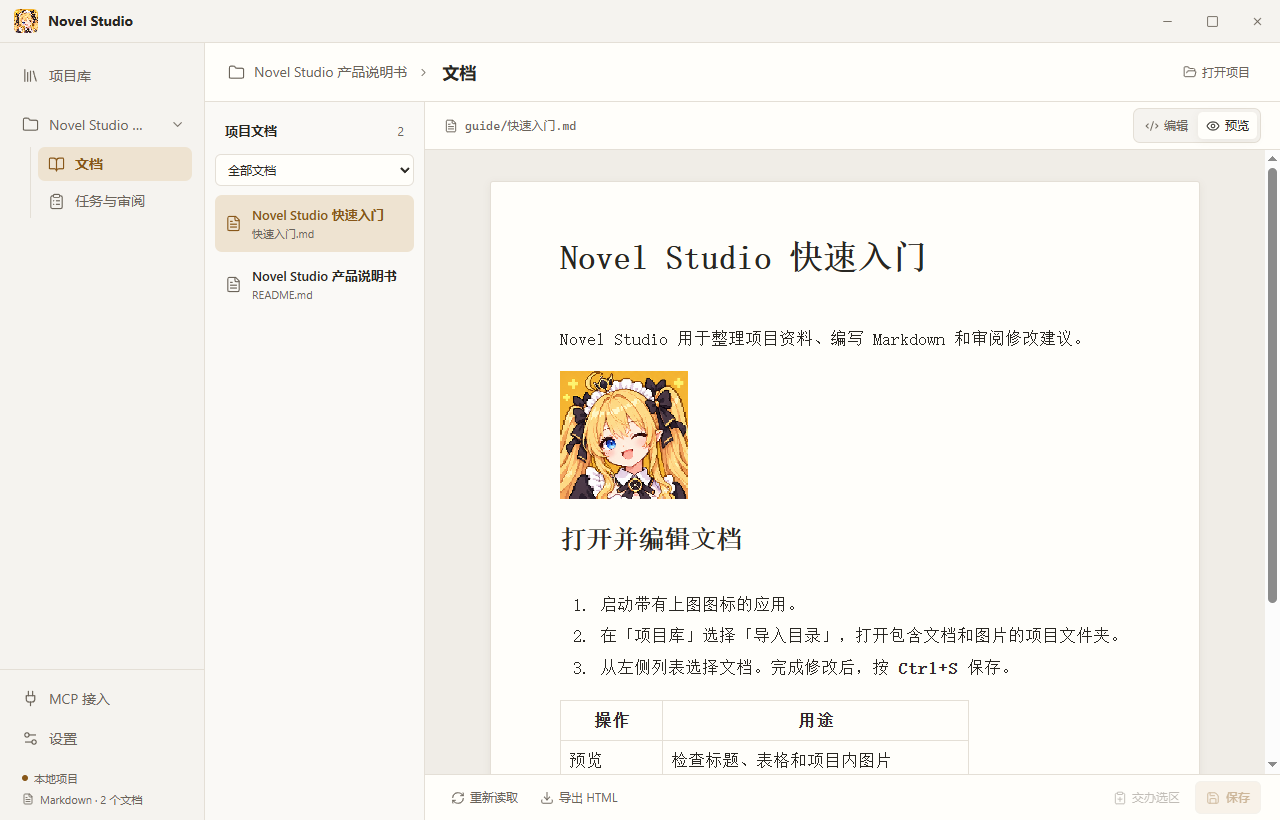 Novel Studio
项目库
Novel Studio ...
文档
任务与审阅
MCP 接入
设置
本地项目
Markdown · 2 个文档
Novel Studio 产品说明书 › 文档
打开项目
项目文档 2
全部文档
Novel Studio 快速入门
快速入门.md
Novel Studio 产品说明书
README.md
guide/快速入门.md
编辑 预览
Novel Studio 快速入门
Novel Studio 用于整理项目资料、编写 Markdown 和审阅修改建议。
打开并编辑文档
1. 启动带有上图图标的应用。
2. 在「项目库」选择「导入目录」，打开包含文档和图片的项目文件夹。
3. 从左侧列表选择文档。完成修改后，按 Ctrl+S 保存。
操作 用途
预览 检查标题、表格和项目内图片
重新读取 导出 HTML
交办选区 保存